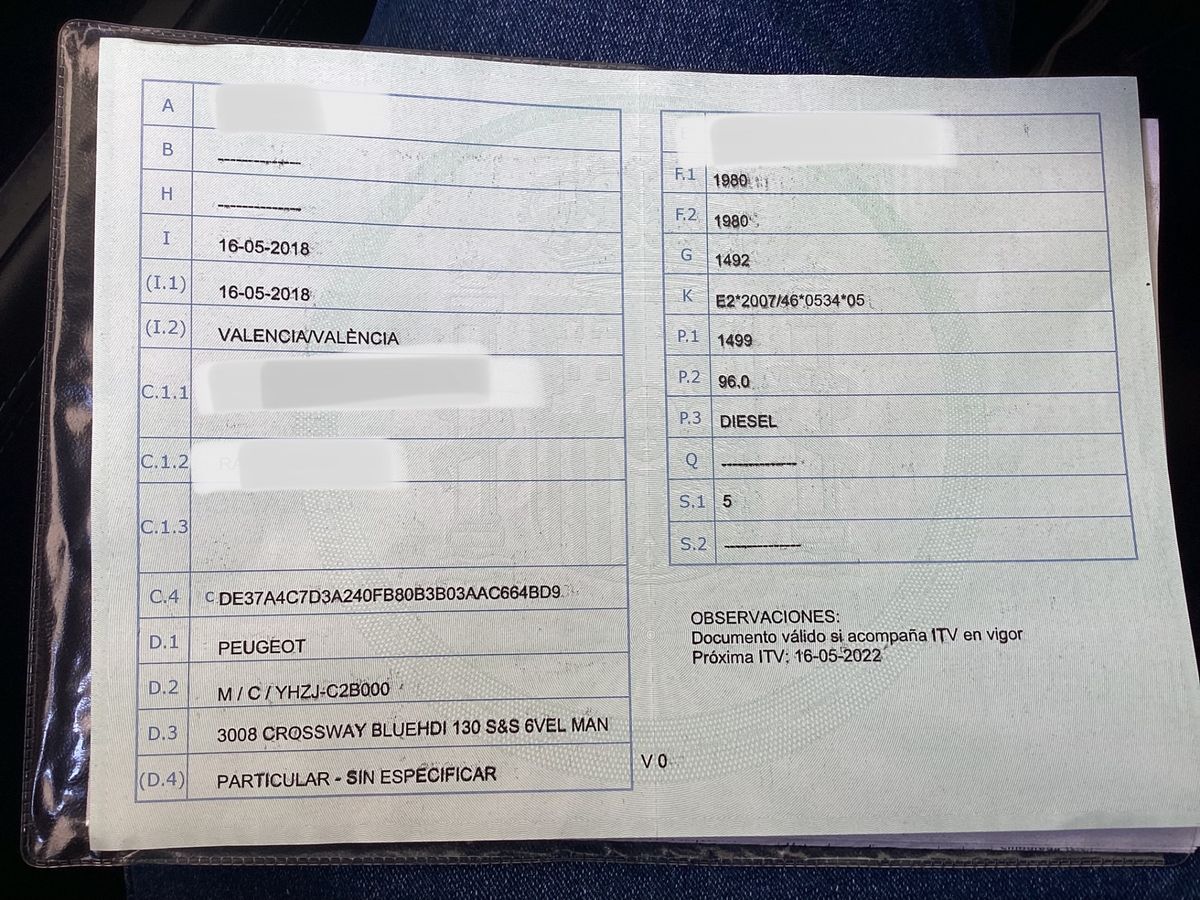 A
B ------------
H ------------
I 16-05-2018
(I.1) 16-05-2018
(I.2) VALENCIA/VALÈNCIA
C.1.1
C.1.2 RA
C.1.3
C.4 C DE37A4C7D3A240FB80B3B03AAC664BD9
D.1 PEUGEOT
D.2 M / C / YHZJ-C2B000
D.3 3008 CROSSWAY BLUEHDI 130 S&S 6VEL MAN
(D.4) PARTICULAR - SIN ESPECIFICAR
F.1 1980
F.2 1980
G 1492
K E2*2007/46*0534*05
P.1 1499
P.2 96.0
P.3 DIESEL
Q ------------
S.1 5
S.2 ------------
OBSERVACIONES:
Documento válido si acompaña ITV en vigor
Próxima ITV: 16-05-2022
V 0